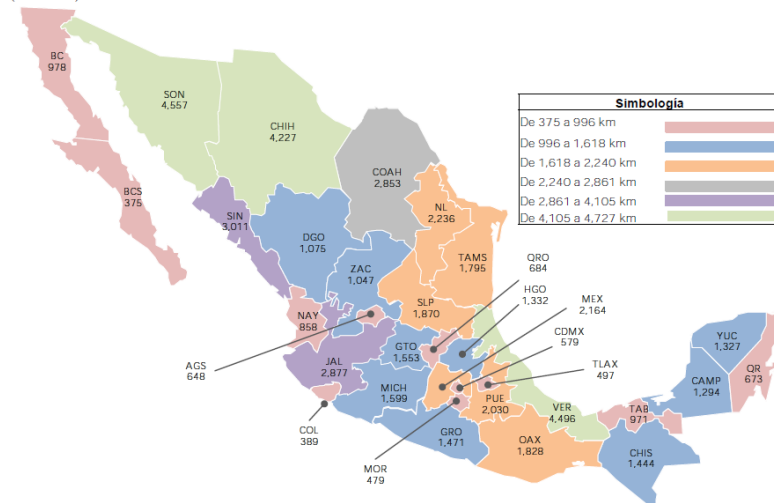 BC
978
SON
4,557
CHIH
4,227
Simbología
De 375 a 996 km
De 996 a 1,618 km
De 1,618 a 2,240 km
De 2,240 a 2,861 km
De 2,861 a 4,105 km
De 4,105 a 4,727 km
COAH
2,853
BCS
375
NL
2,236
SIN
3,011
DGO
1,075
TAMS
1,795
QRO
684
ZAC
1,047
HGO
1,332
MEX
2,164
SLP
1,870
NAY
858
CDMX
579
YUC
1,327
GTO
1,553
TLAX
497
AGS
648
JAL
2,877
QR
673
CAMP
1,294
MICH
1,599
PUE
2,030
VER
4,496
TAB
971
COL
389
GRO
1,471
OAX
1,828
CHIS
1,444
MOR
479